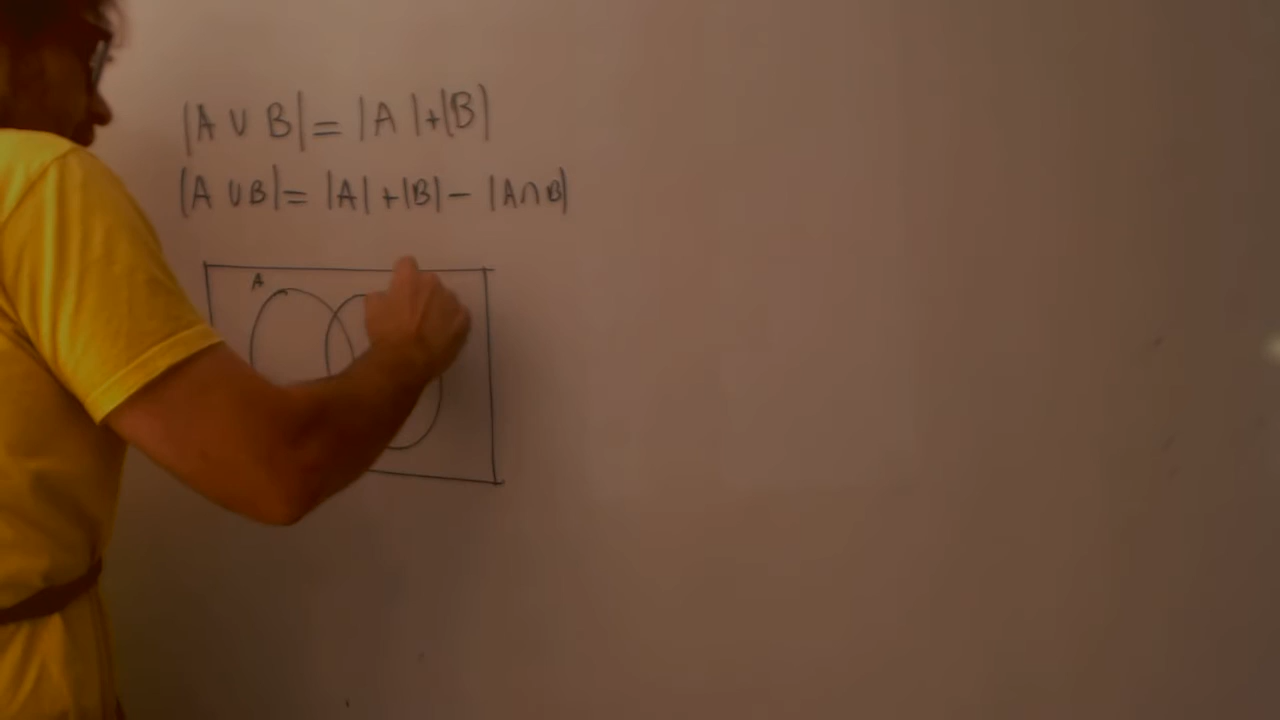 |A ∪ B| = |A| + |B|
|A ∪ B| = |A| + |B| − |A ∩ B|
A